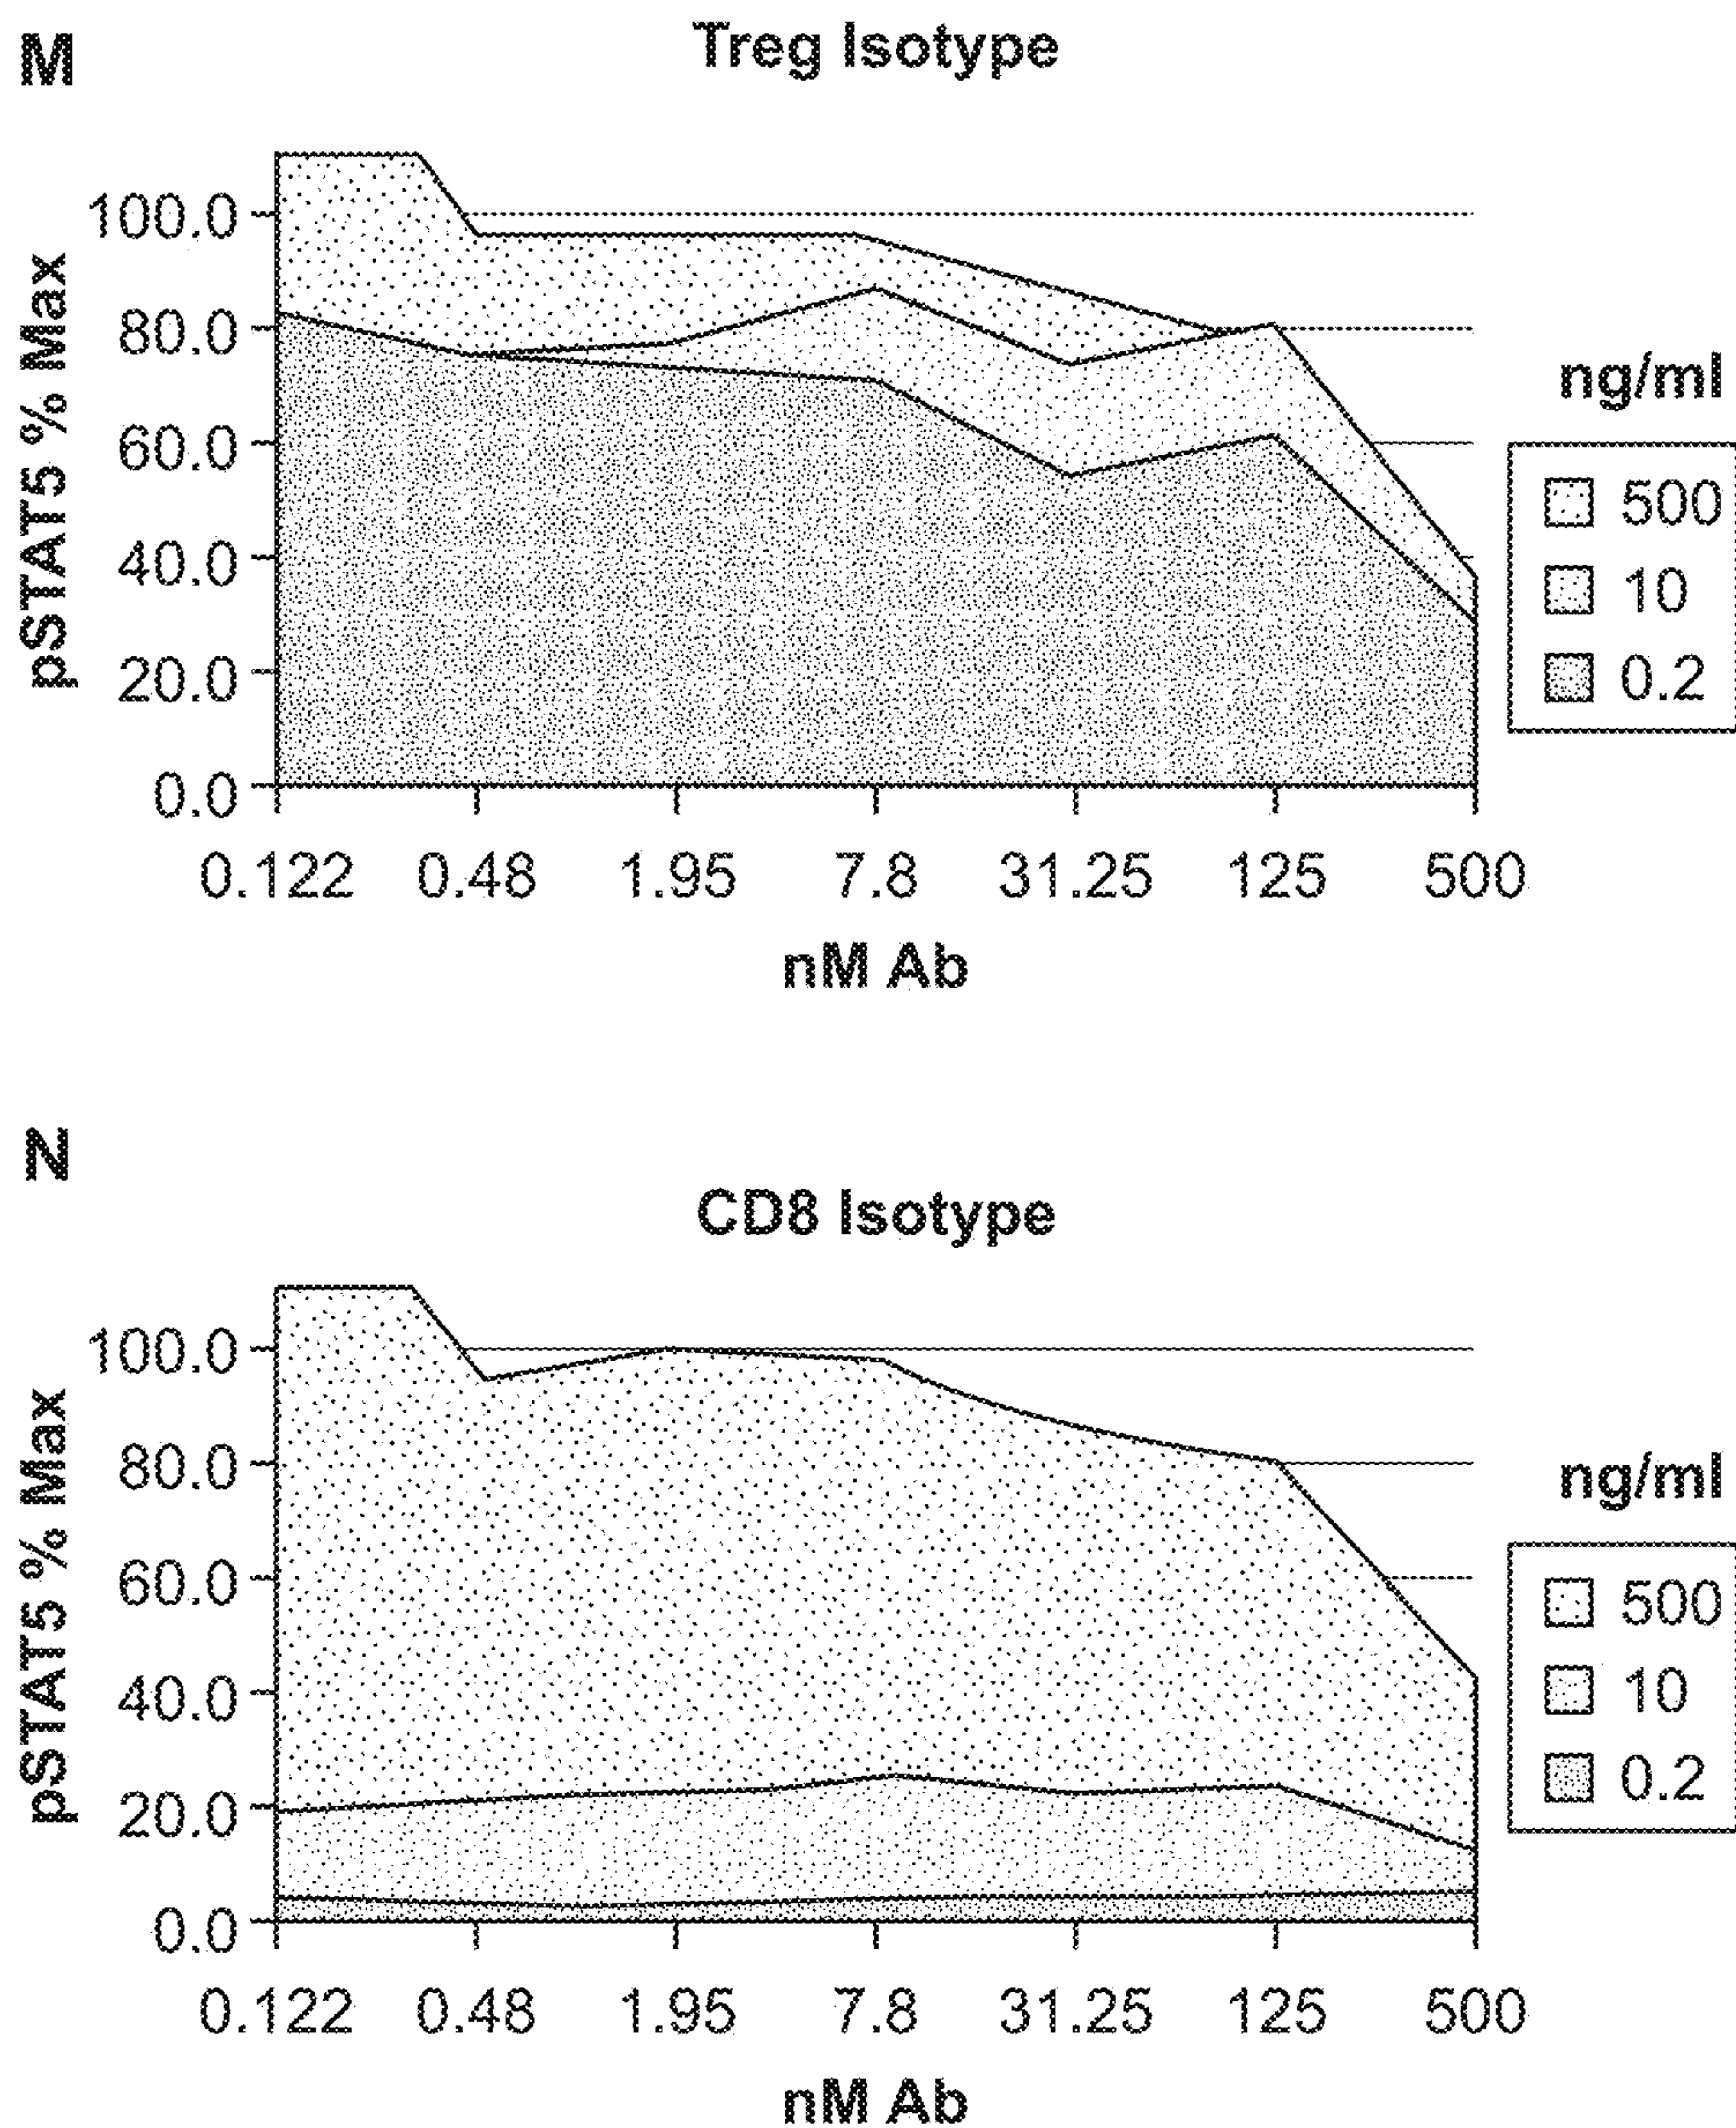 M
Treg Isotype
pSTAT5 % Max
100.0
80.0
60.0
40.0
20.0
0.0
0.122 0.48 1.95 7.8 31.25 125 500
nM Ab
ng/ml
500
10
0.2
N
CD8 Isotype
pSTAT5 % Max
100.0
80.0
60.0
40.0
20.0
0.0
0.122 0.48 1.95 7.8 31.25 125 500
nM Ab
ng/ml
500
10
0.2